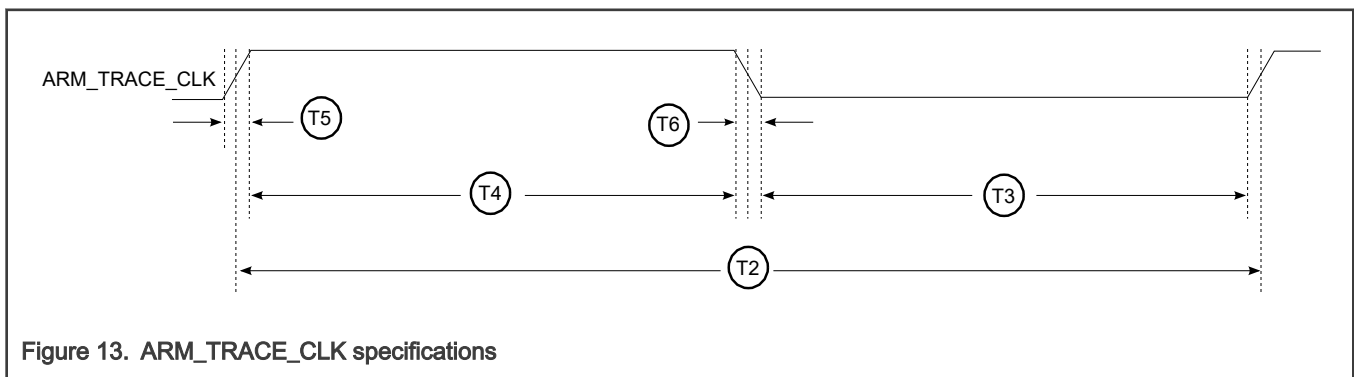 ARM_TRACE_CLK
T5
T6
T4
T3
T2
Figure 13. ARM_TRACE_CLK specifications